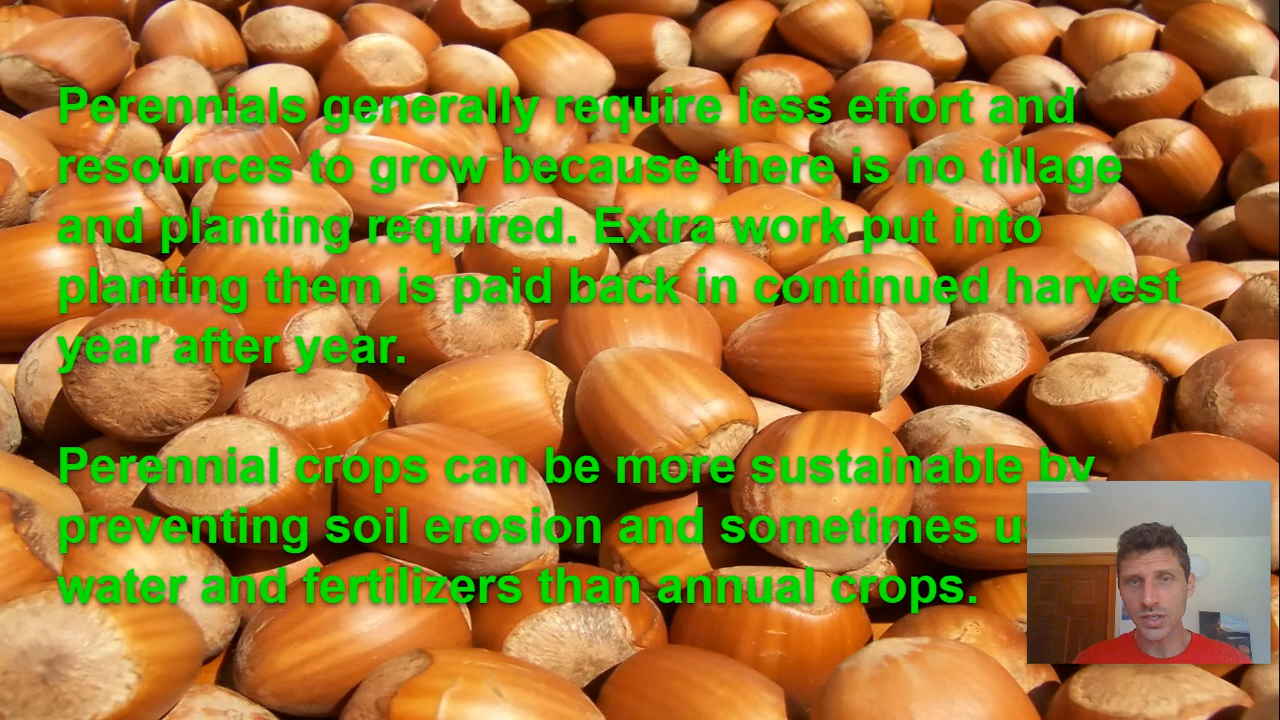 Perennials generally require less effort and
resources to grow because there is no tillage
and planting required. Extra work put into
planting them is paid back in continued harvest
year after year.
Perennial crops can be more sustainable by
preventing soil erosion and sometimes
water and fertilizers than annual crops.